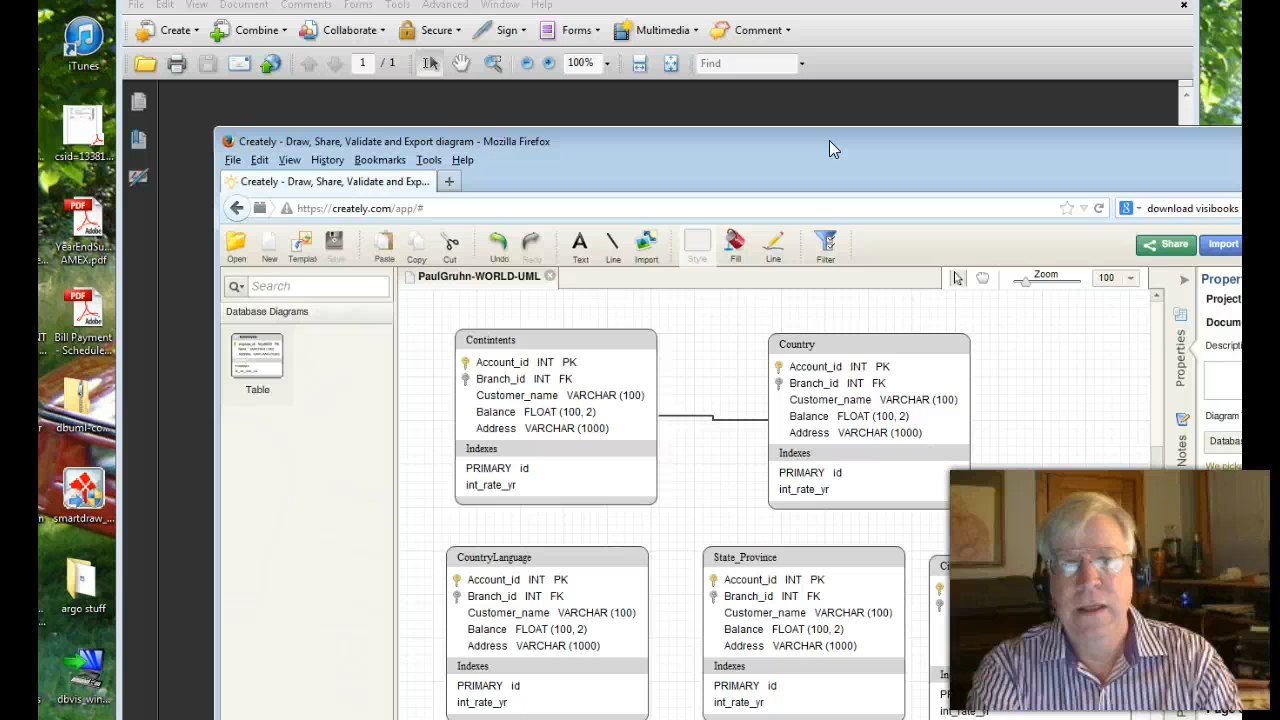 File Edit View Document Comments Forms Tools Advanced Window Help
Create Combine Collaborate Secure Sign Forms Multimedia Comment
1 / 1 100% Find
iTunes
csid=13381...
YearEndSu...
AMEX.pdf
Bill Payment
- Schedule...
dbuml-co...
smartdraw_...
argo stuff
dbvis_win...
Creately - Draw, Share, Validate and Export diagram - Mozilla Firefox
File Edit View History Bookmarks Tools Help
Creately - Draw, Share, Validate and Exp...
https://creately.com/app/#
download visibooks
Open New Templat Paste Copy Cut Undo Text Line Import Style Fill Line Filter
Share Import
PaulGruhn-WORLD-UML
Zoom 100
Search
Database Diagrams
Table
Continents
Account_id INT PK
Branch_id INT FK
Customer_name VARCHAR (100)
Balance FLOAT (100, 2)
Address VARCHAR (1000)
Indexes
PRIMARY id
int_rate_yr
Country
Account_id INT PK
Branch_id INT FK
Customer_name VARCHAR (100)
Balance FLOAT (100, 2)
Address VARCHAR (1000)
Indexes
PRIMARY id
int_rate_yr
CountryLanguage
Account_id INT PK
Branch_id INT FK
Customer_name VARCHAR (100)
Balance FLOAT (100, 2)
Address VARCHAR (1000)
Indexes
PRIMARY id
int_rate_yr
State_Province
Account_id INT PK
Branch_id INT FK
Customer_name VARCHAR (100)
Balance FLOAT (100, 2)
Address VARCHAR (1000)
Indexes
PRIMARY id
int_rate_yr
Properties
Notes
Proper
Project
Docum
Descripti
Diagram
Databas